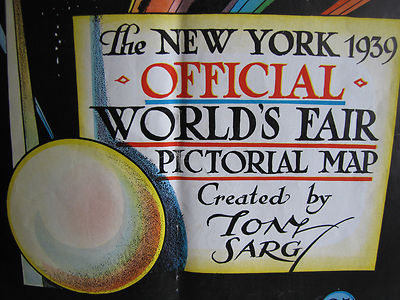 The NEW YORK 1939
OFFICIAL
WORLD'S FAIR
PICTORIAL MAP
Created by
TONY
SARG